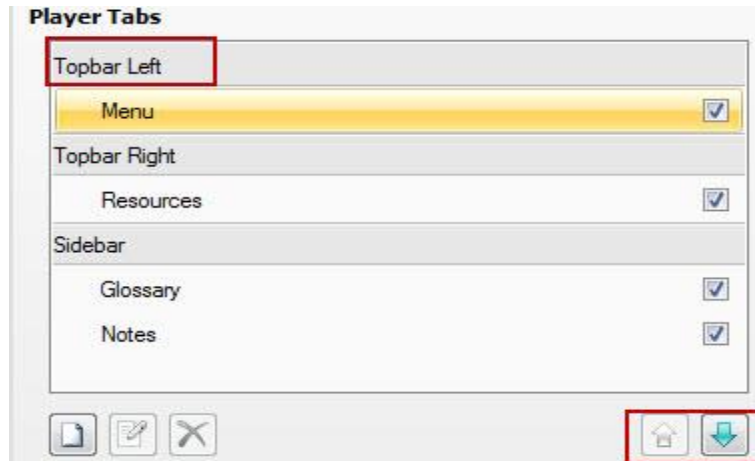 Player Tabs
Topbar Left
Menu
Topbar Right
Resources
Sidebar
Glossary
Notes